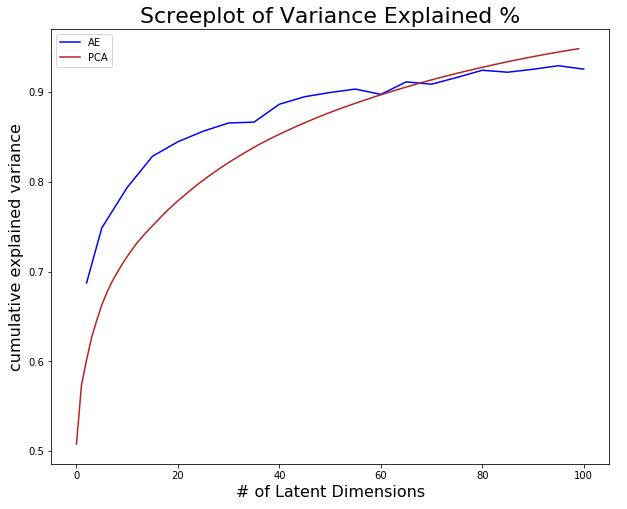 Screeplot of Variance Explained %
AE
PCA
cumulative explained variance
0.9
0.8
0.7
0.6
0.5
0 20 40 60 80 100
# of Latent Dimensions